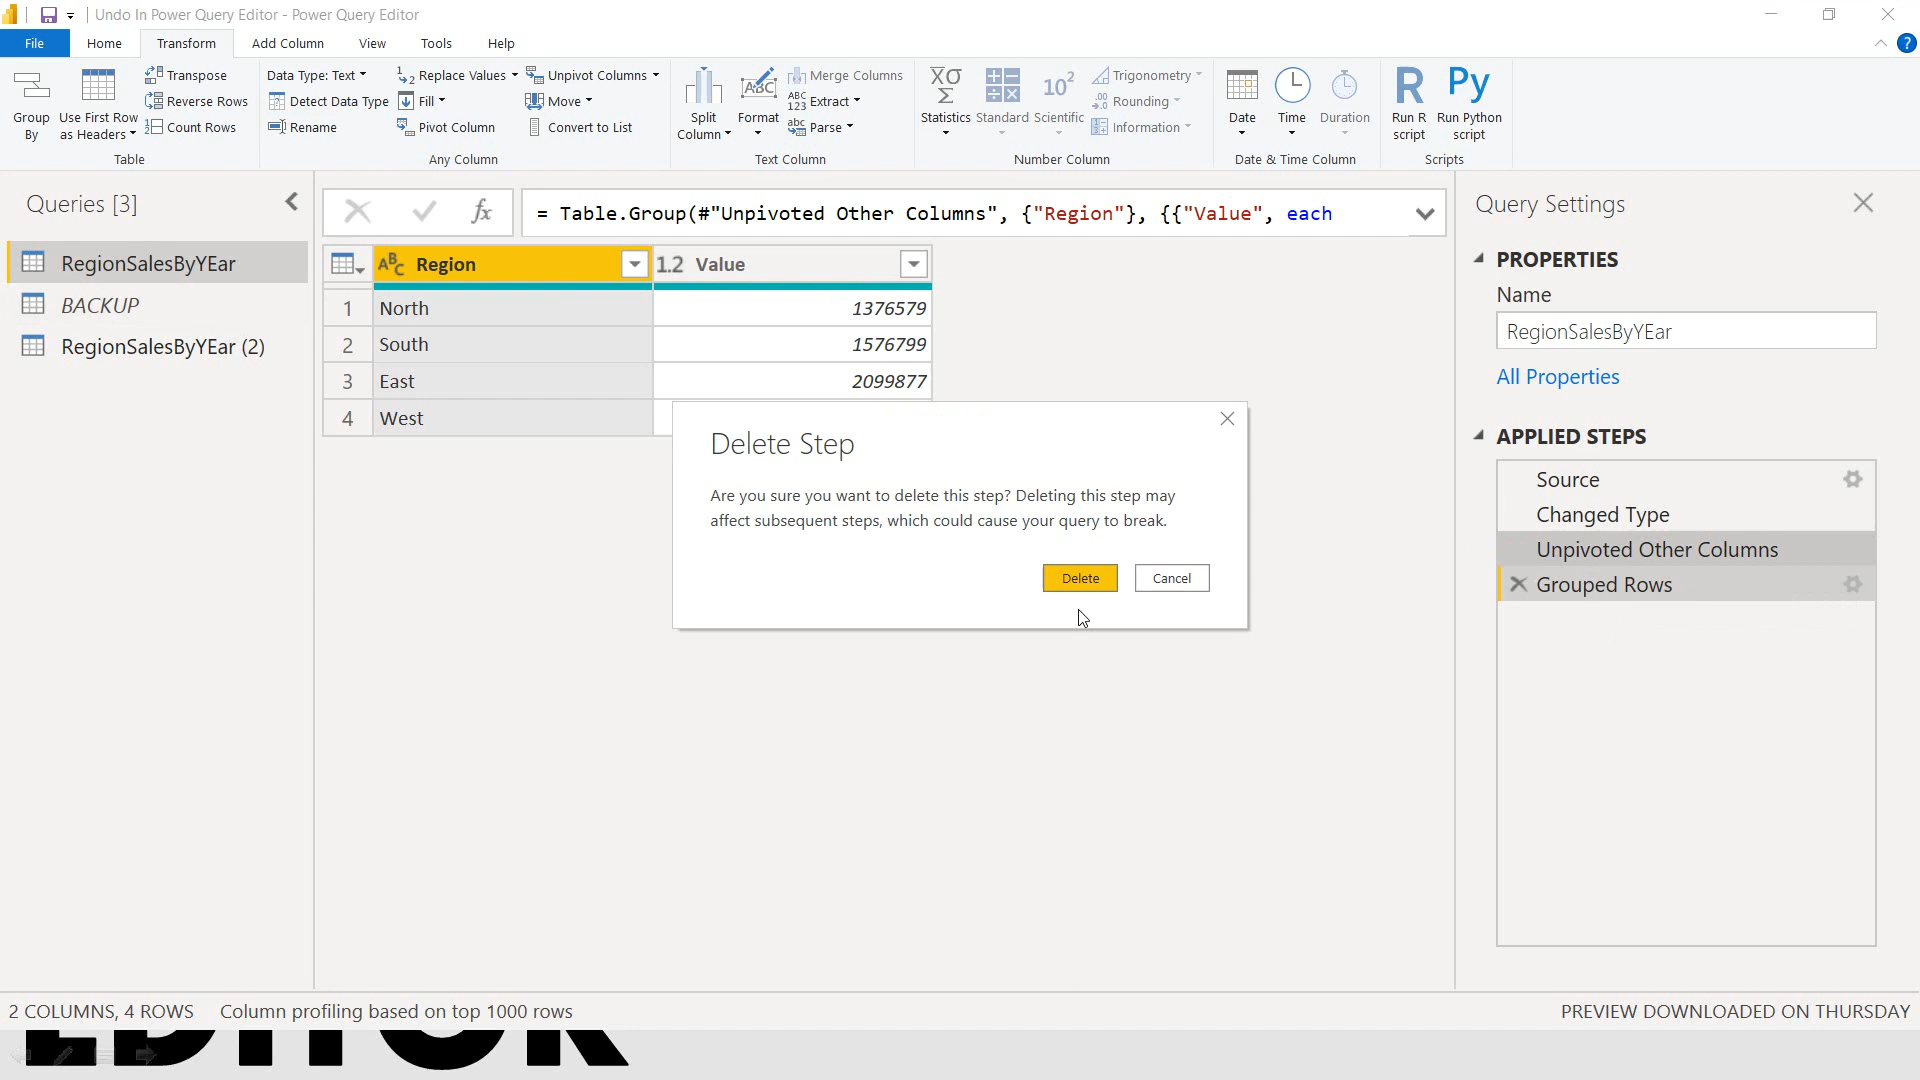 Undo In Power Query Editor - Power Query Editor
File Home Transform Add Column View Tools Help
Group By
Use First Row as Headers
Transpose
Reverse Rows
Count Rows
Table
Data Type: Text
Detect Data Type
Rename
Replace Values
Fill
Pivot Column
Unpivot Columns
Move
Convert to List
Any Column
Split Column
Format
Merge Columns
Extract
Parse
Text Column
Statistics
Standard
Scientific
Trigonometry
Rounding
Information
Number Column
Date
Time
Duration
Date & Time Column
Run R script
Run Python script
Scripts
Queries [3]
RegionSalesByYEar
BACKUP
RegionSalesByYEar (2)
= Table.Group(#"Unpivoted Other Columns", {"Region"}, {{"Value", each
Region 1.2 Value
1 North 1376579
2 South 1576799
3 East 2099877
4 West
Delete Step
Are you sure you want to delete this step? Deleting this step may
affect subsequent steps, which could cause your query to break.
Delete Cancel
Query Settings
PROPERTIES
Name
RegionSalesByYEar
All Properties
APPLIED STEPS
Source
Changed Type
Unpivoted Other Columns
Grouped Rows
2 COLUMNS, 4 ROWS Column profiling based on top 1000 rows
PREVIEW DOWNLOADED ON THURSDAY
EDITOR